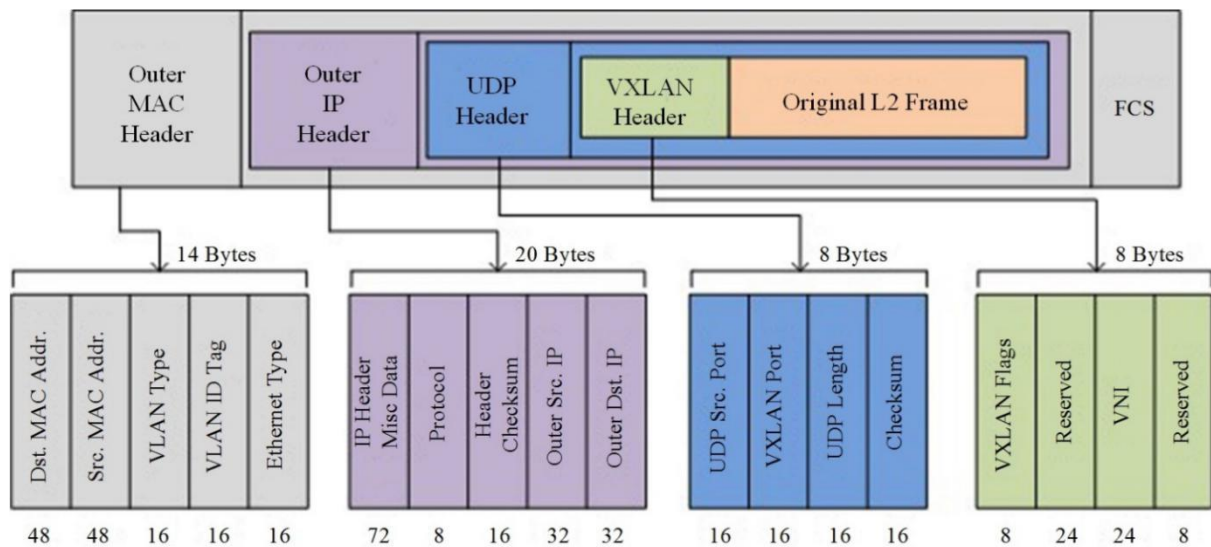 Outer
MAC
Header
Outer
IP
Header
UDP
Header
VXLAN
Header
Original L2 Frame
FCS
14 Bytes
20 Bytes
8 Bytes
8 Bytes
Dst. MAC Addr.
Src. MAC Addr.
VLAN Type
VLAN ID Tag
Ethernet Type
IP Header
Misc Data
Protocol
Header
Checksum
Outer Src. IP
Outer Dst. IP
UDP Src. Port
VXLAN Port
UDP Length
Checksum
VXLAN Flags
Reserved
VNI
Reserved
48 48 16 16 16 72 8 16 32 32 16 16 16 16 8 24 24 8